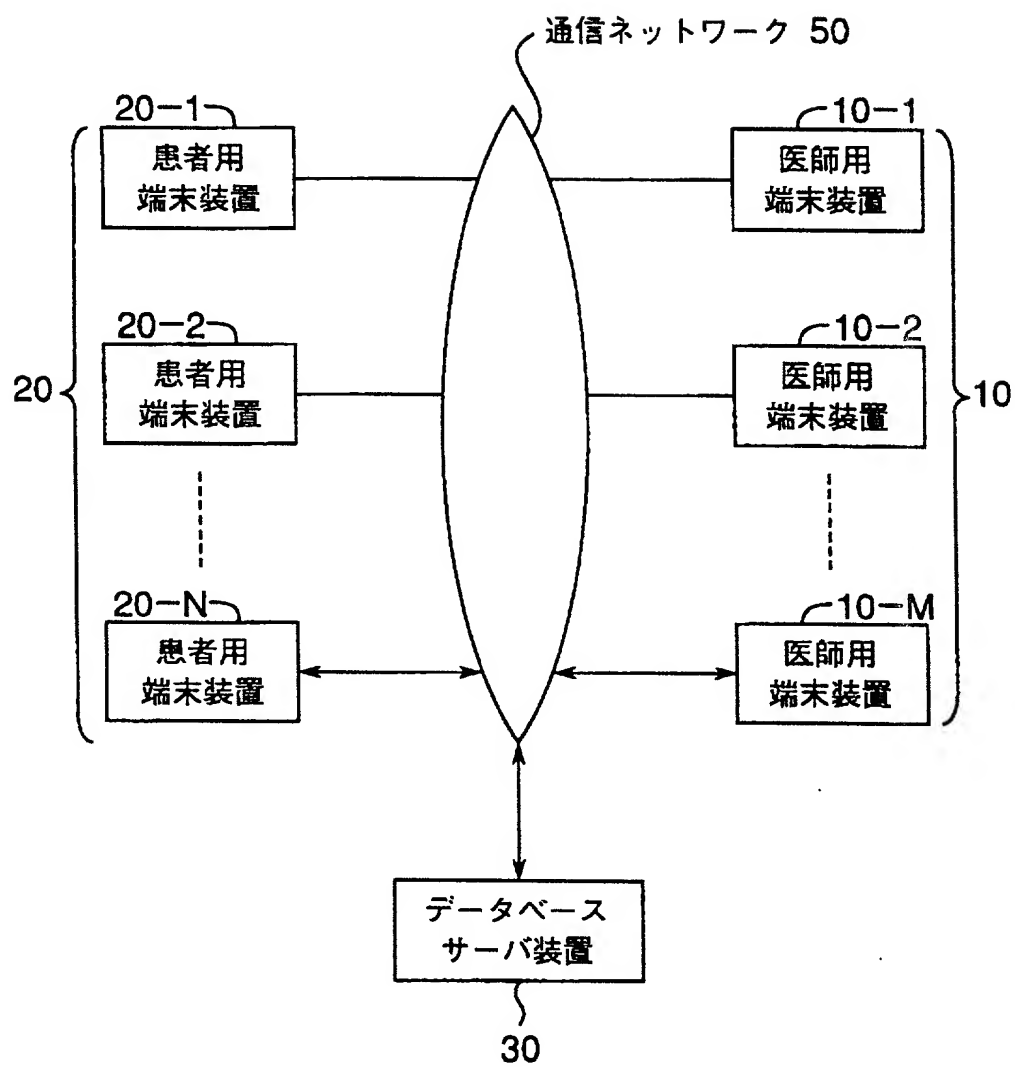 通信ネットワーク 50
20-1
患者用
端末装置
10-1
医師用
端末装置
20-2
患者用
端末装置
10-2
医師用
端末装置
20
10
20-N
患者用
端末装置
10-M
医師用
端末装置
データベース
サーバ装置
30